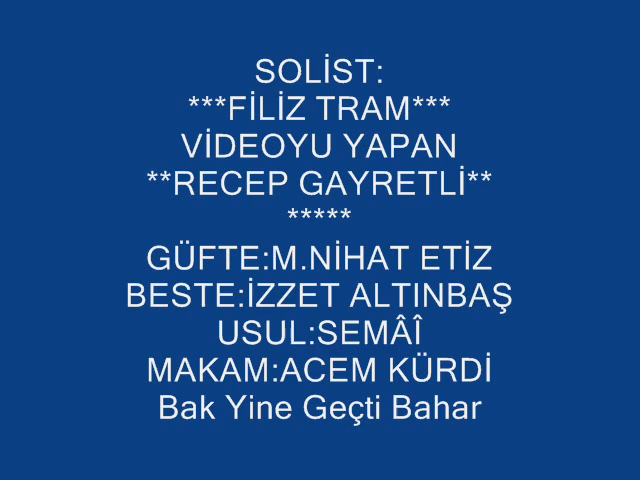 SOLİST:
***FİLİZ TRAM***
VİDEOYU YAPAN
**RECEP GAYRETLİ**
*****
GÜFTE:M.NİHAT ETİZ
BESTE:İZZET ALTINBAŞ
USUL:SEMÂÎ
MAKAM:ACEM KÜRDİ
Bak Yine Geçti Bahar